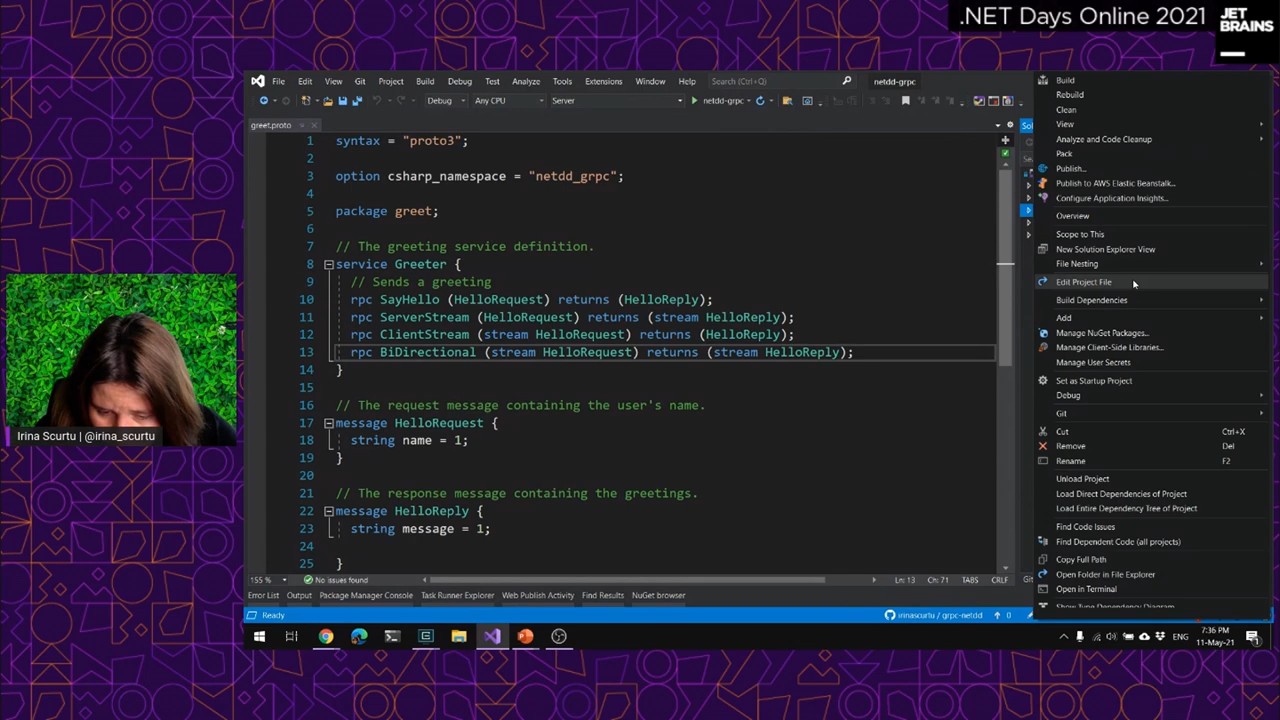 .NET Days Online 2021
JET
BRAINS
File Edit View Git Project Build Debug Test Analyze Tools Extensions Window Help Search (Ctrl+Q) netdd-grpc
Debug Any CPU Server netdd-grpc
greet.proto
1 syntax = "proto3";
2
3 option csharp_namespace = "netdd_grpc";
4
5 package greet;
6
7 // The greeting service definition.
8 service Greeter {
9 // Sends a greeting
10 rpc SayHello (HelloRequest) returns (HelloReply);
11 rpc ServerStream (HelloRequest) returns (stream HelloReply);
12 rpc ClientStream (stream HelloRequest) returns (HelloReply);
13 rpc BiDirectional (stream HelloRequest) returns (stream HelloReply);
14 }
15
16 // The request message containing the user's name.
17 message HelloRequest {
18 string name = 1;
19 }
20
21 // The response message containing the greetings.
22 message HelloReply {
23 string message = 1;
24
25 }
155 % No issues found Ln: 13 Ch: 71 TABS CRLF
Error List Output Package Manager Console Task Runner Explorer Web Publish Activity Find Results NuGet browser
Ready irinascurtu / grpc-netdd 0
Build
Rebuild
Clean
View
Analyze and Code Cleanup
Pack
Publish...
Publish to AWS Elastic Beanstalk...
Configure Application Insights...
Overview
Scope to This
New Solution Explorer View
File Nesting
Edit Project File
Build Dependencies
Add
Manage NuGet Packages...
Manage Client-Side Libraries...
Manage User Secrets
Set as Startup Project
Debug
Git
Cut Ctrl+X
Remove Del
Rename F2
Unload Project
Load Direct Dependencies of Project
Load Entire Dependency Tree of Project
Find Code Issues
Find Dependent Code (all projects)
Copy Full Path
Open Folder in File Explorer
Open in Terminal
Show Type Dependency Diagram
ENG
7:36 PM
11-May-21
Irina Scurtu | @irina_scurtu